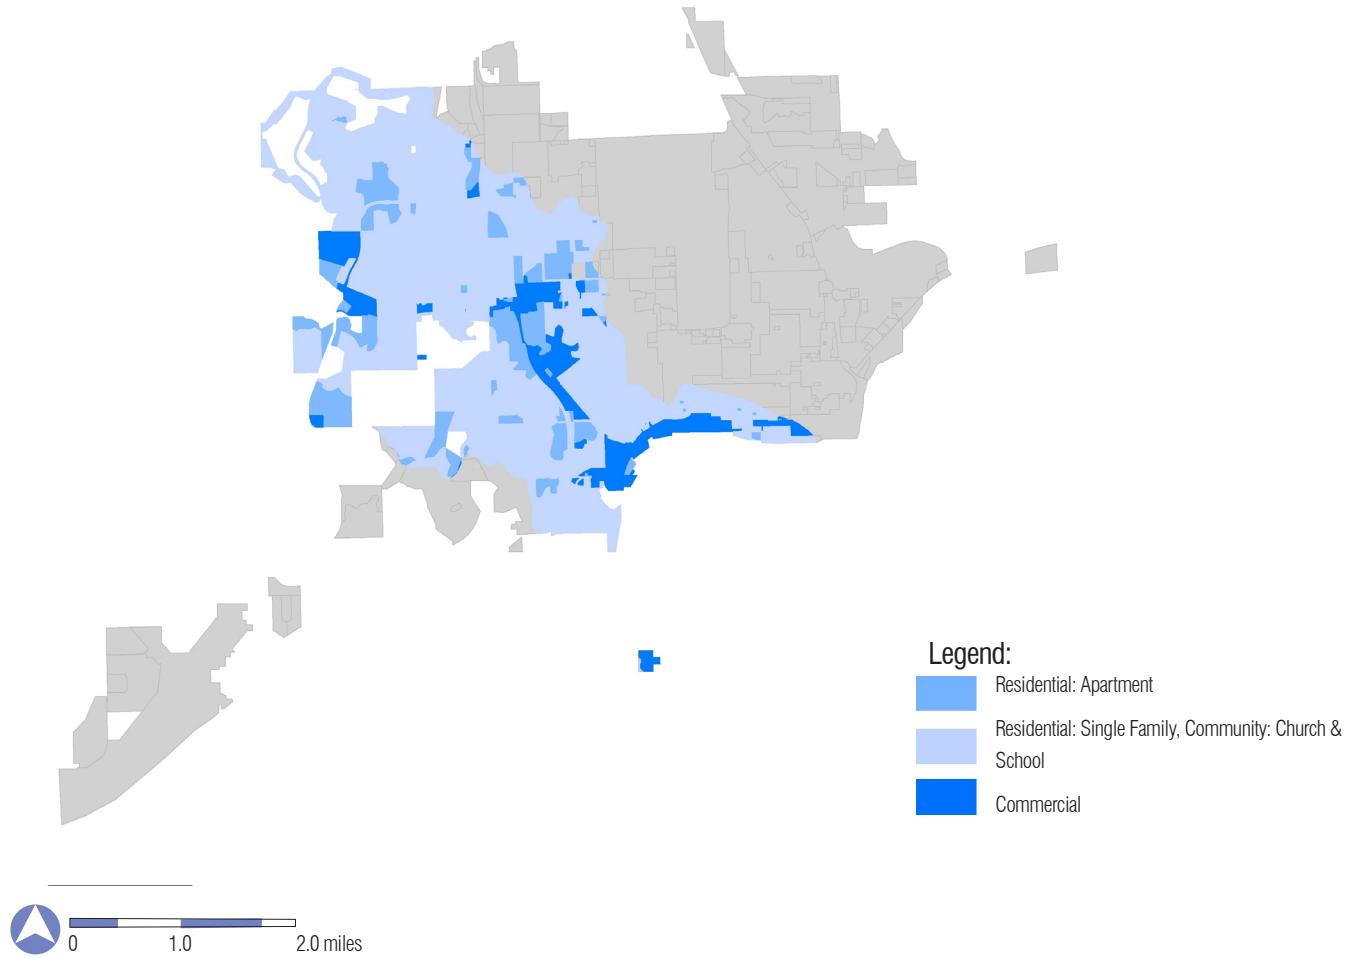 Legend:
Residential: Apartment
Residential: Single Family, Community: Church &
School
Commercial
0 1.0 2.0 miles